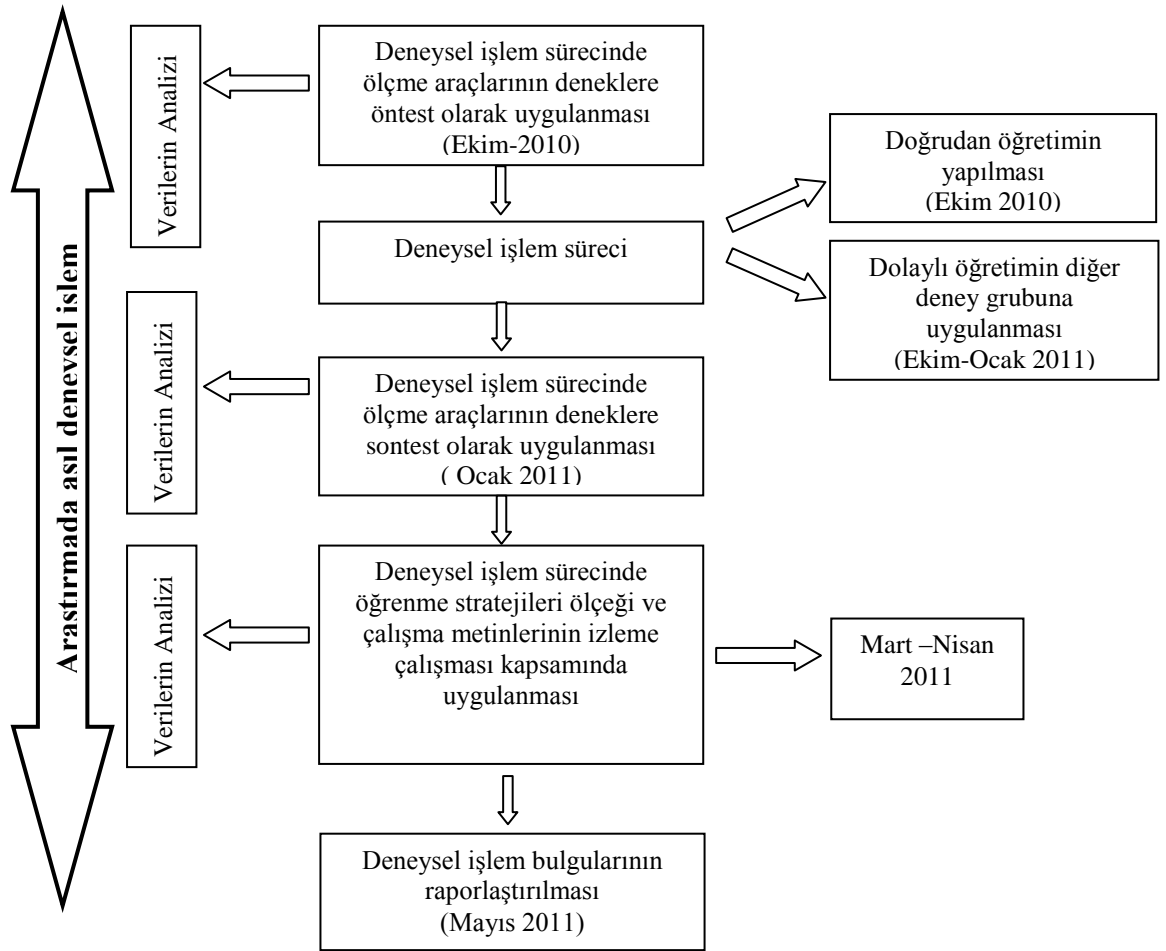 Araştırmada asıl deneysel işlem
Verilerin Analizi
Deneysel işlem sürecinde
ölçme araçlarının deneklere
öntest olarak uygulanması
(Ekim-2010)
Doğrudan öğretimin
yapılması
(Ekim 2010)
Deneysel işlem süreci
Dolaylı öğretimin diğer
deney grubuna
uygulanması
(Ekim-Ocak 2011)
Verilerin Analizi
Deneysel işlem sürecinde
ölçme araçlarının deneklere
sontest olarak uygulanması
( Ocak 2011)
Verilerin Analizi
Deneysel işlem sürecinde
öğrenme stratejileri ölçeği ve
çalışma metinlerinin izleme
çalışması kapsamında
uygulanması
Mart –Nisan
2011
Deneysel işlem bulgularının
raporlaştırılması
(Mayıs 2011)